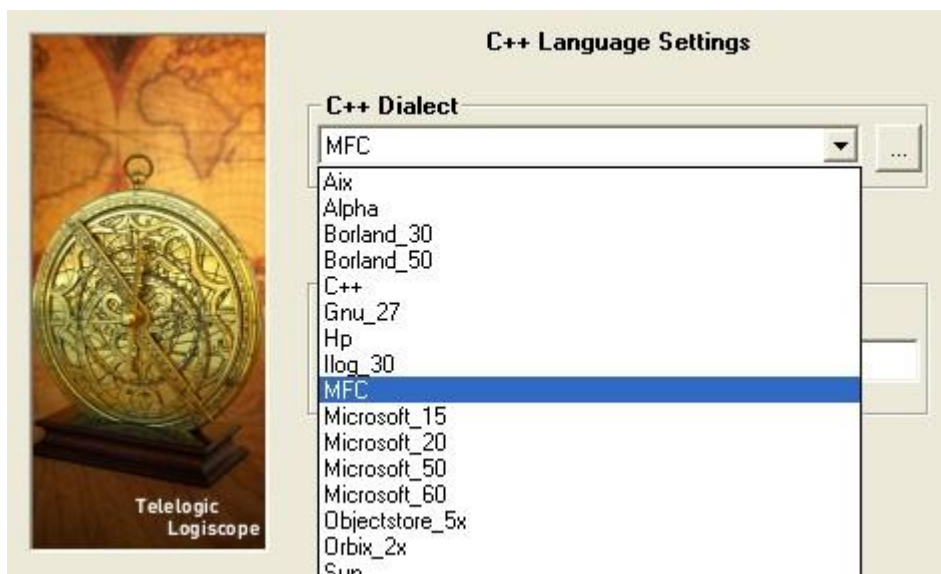 C++ Language Settings
C++ Dialect
MFC
...
Aix
Alpha
Borland_30
Borland_50
C++
Gnu_27
Hp
Ilog_30
MFC
Microsoft_15
Microsoft_20
Microsoft_50
Microsoft_60
Objectstore_5x
Orbix_2x
Sun
Telelogic
Logiscope